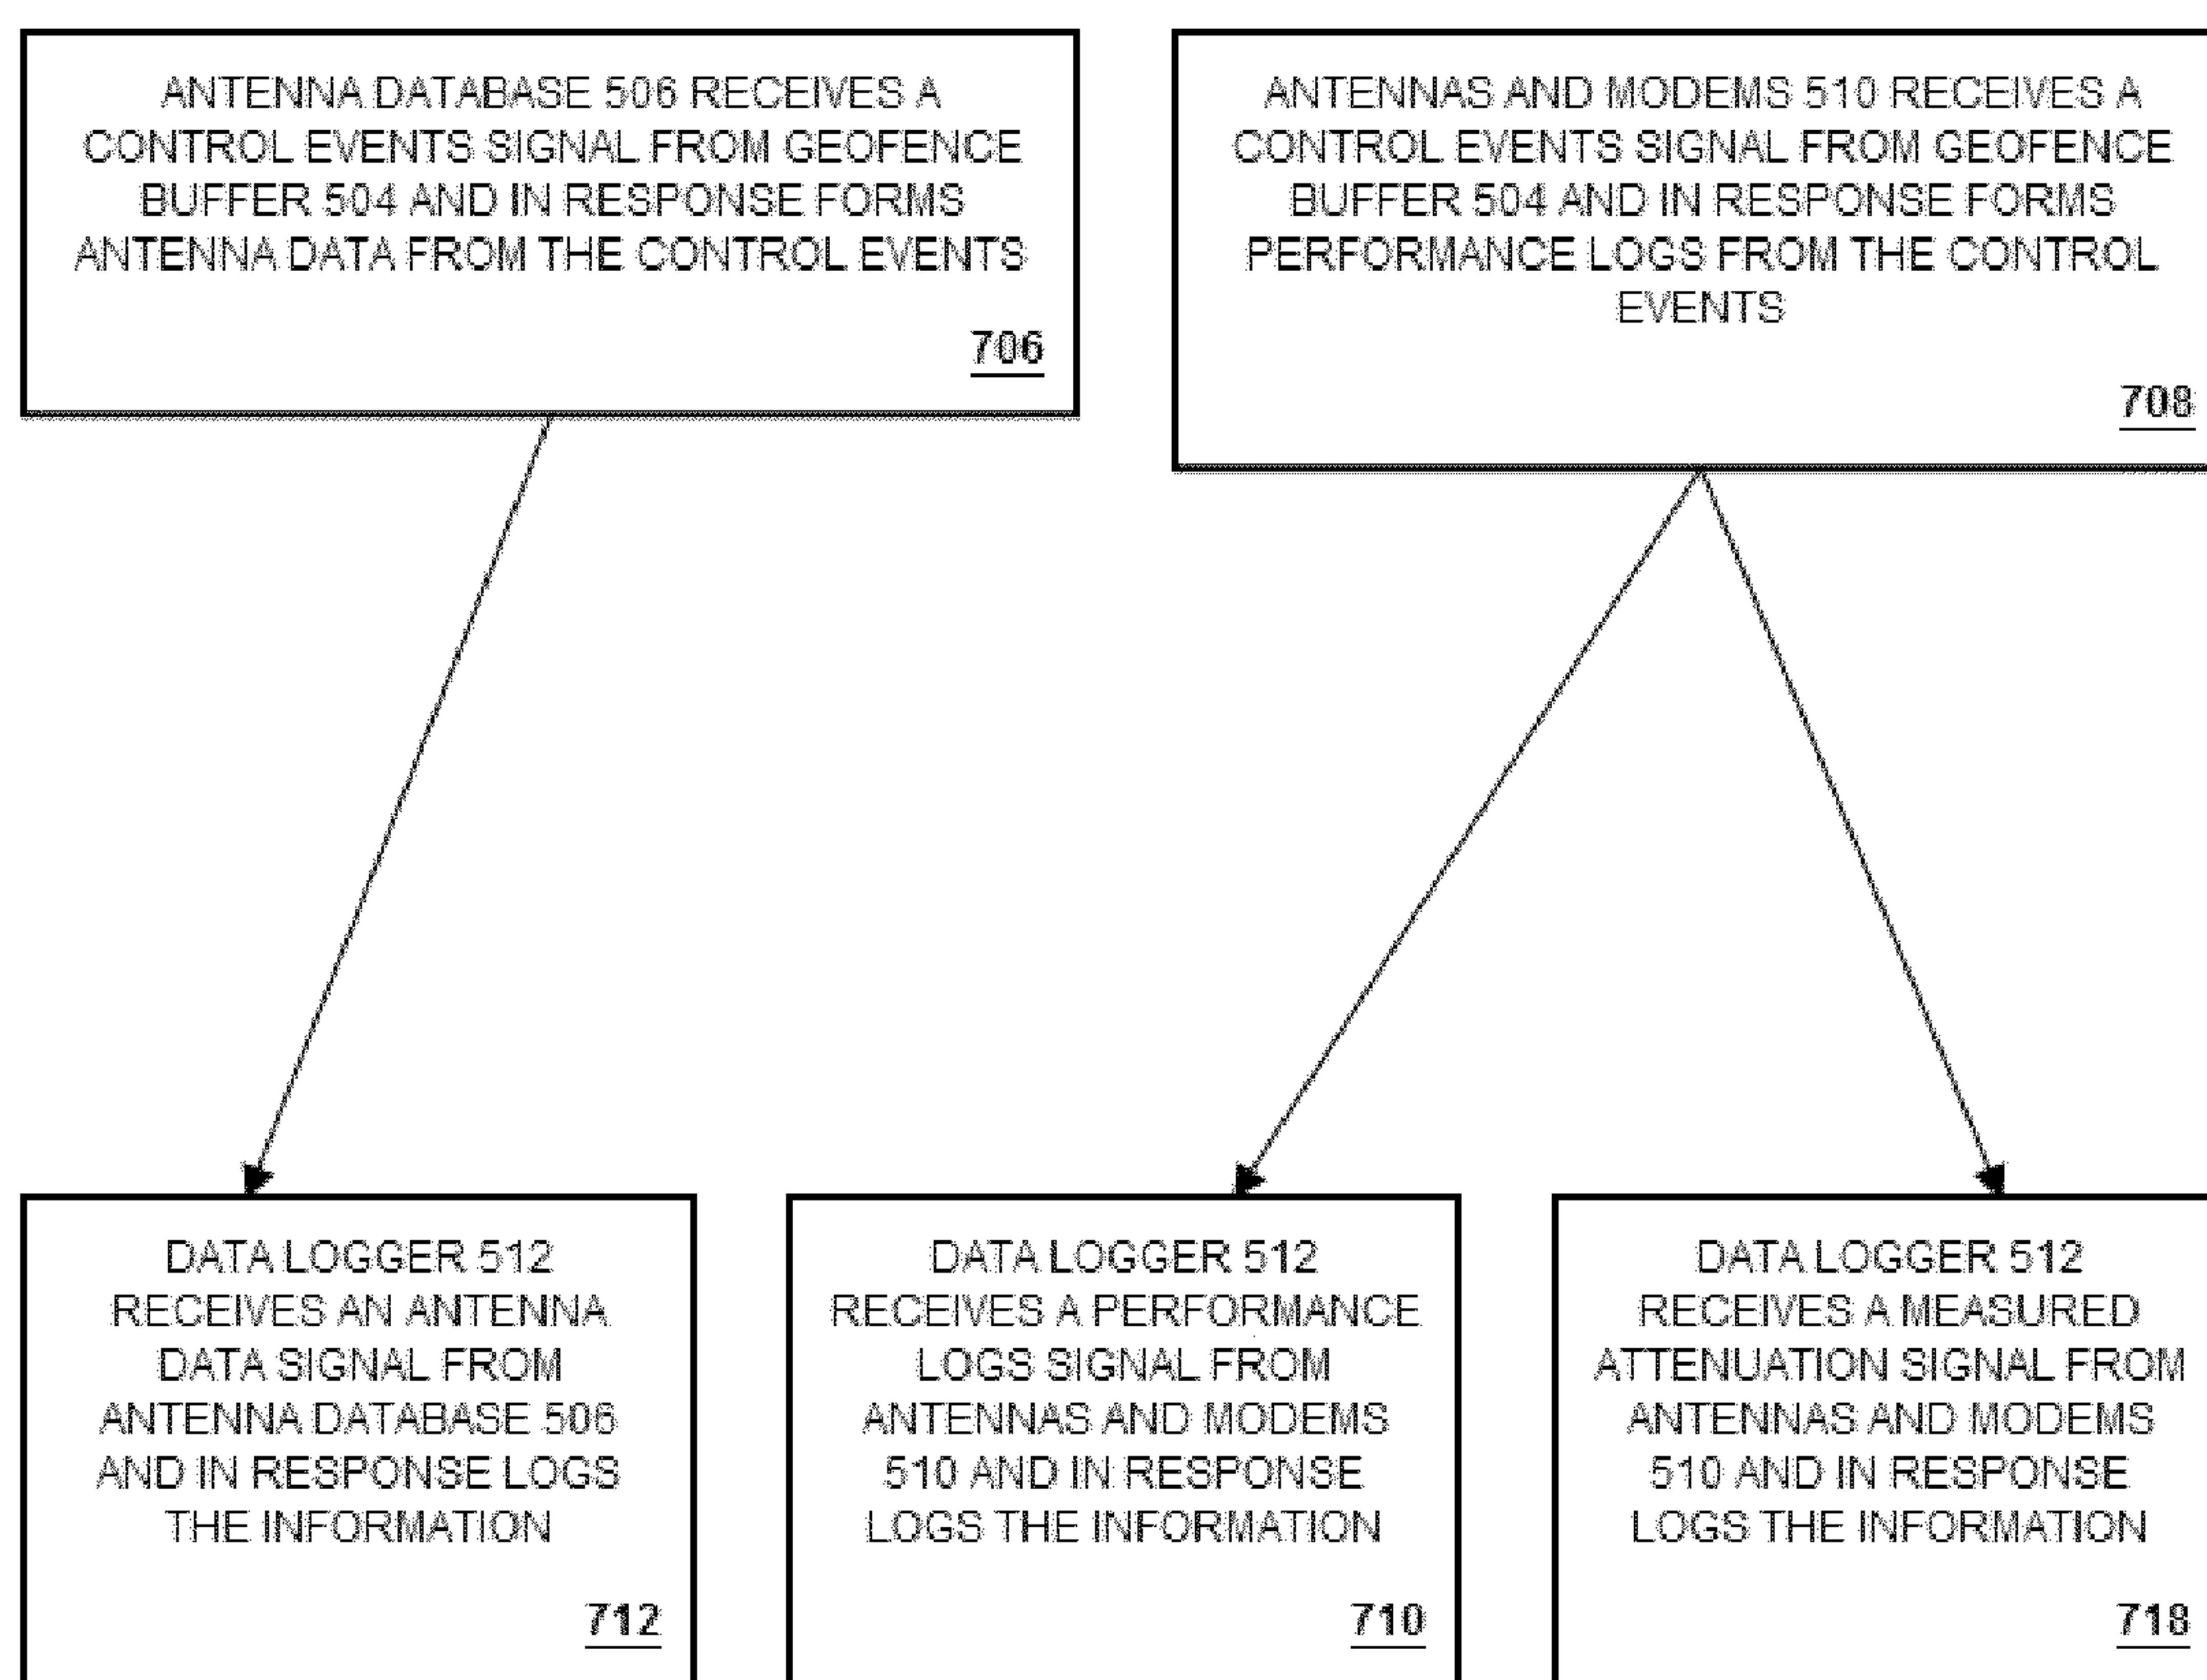 ANTENNA DATABASE 506 RECEIVES A
CONTROL EVENTS SIGNAL FROM GEOFENCE
BUFFER 504 AND IN RESPONSE FORMS
ANTENNA DATA FROM THE CONTROL EVENTS
706
ANTENNAS AND MODEMS 510 RECEIVES A
CONTROL EVENTS SIGNAL FROM GEOFENCE
BUFFER 504 AND IN RESPONSE FORMS
PERFORMANCE LOGS FROM THE CONTROL
EVENTS
708
DATA LOGGER 512
RECEIVES AN ANTENNA
DATA SIGNAL FROM
ANTENNA DATABASE 506
AND IN RESPONSE LOGS
THE INFORMATION
712
DATA LOGGER 512
RECEIVES A PERFORMANCE
LOGS SIGNAL FROM
ANTENNAS AND MODEMS
510 AND IN RESPONSE
LOGS THE INFORMATION
710
DATA LOGGER 512
RECEIVES A MEASURED
ATTENUATION SIGNAL FROM
ANTENNAS AND MODEMS
510 AND IN RESPONSE
LOGS THE INFORMATION
718